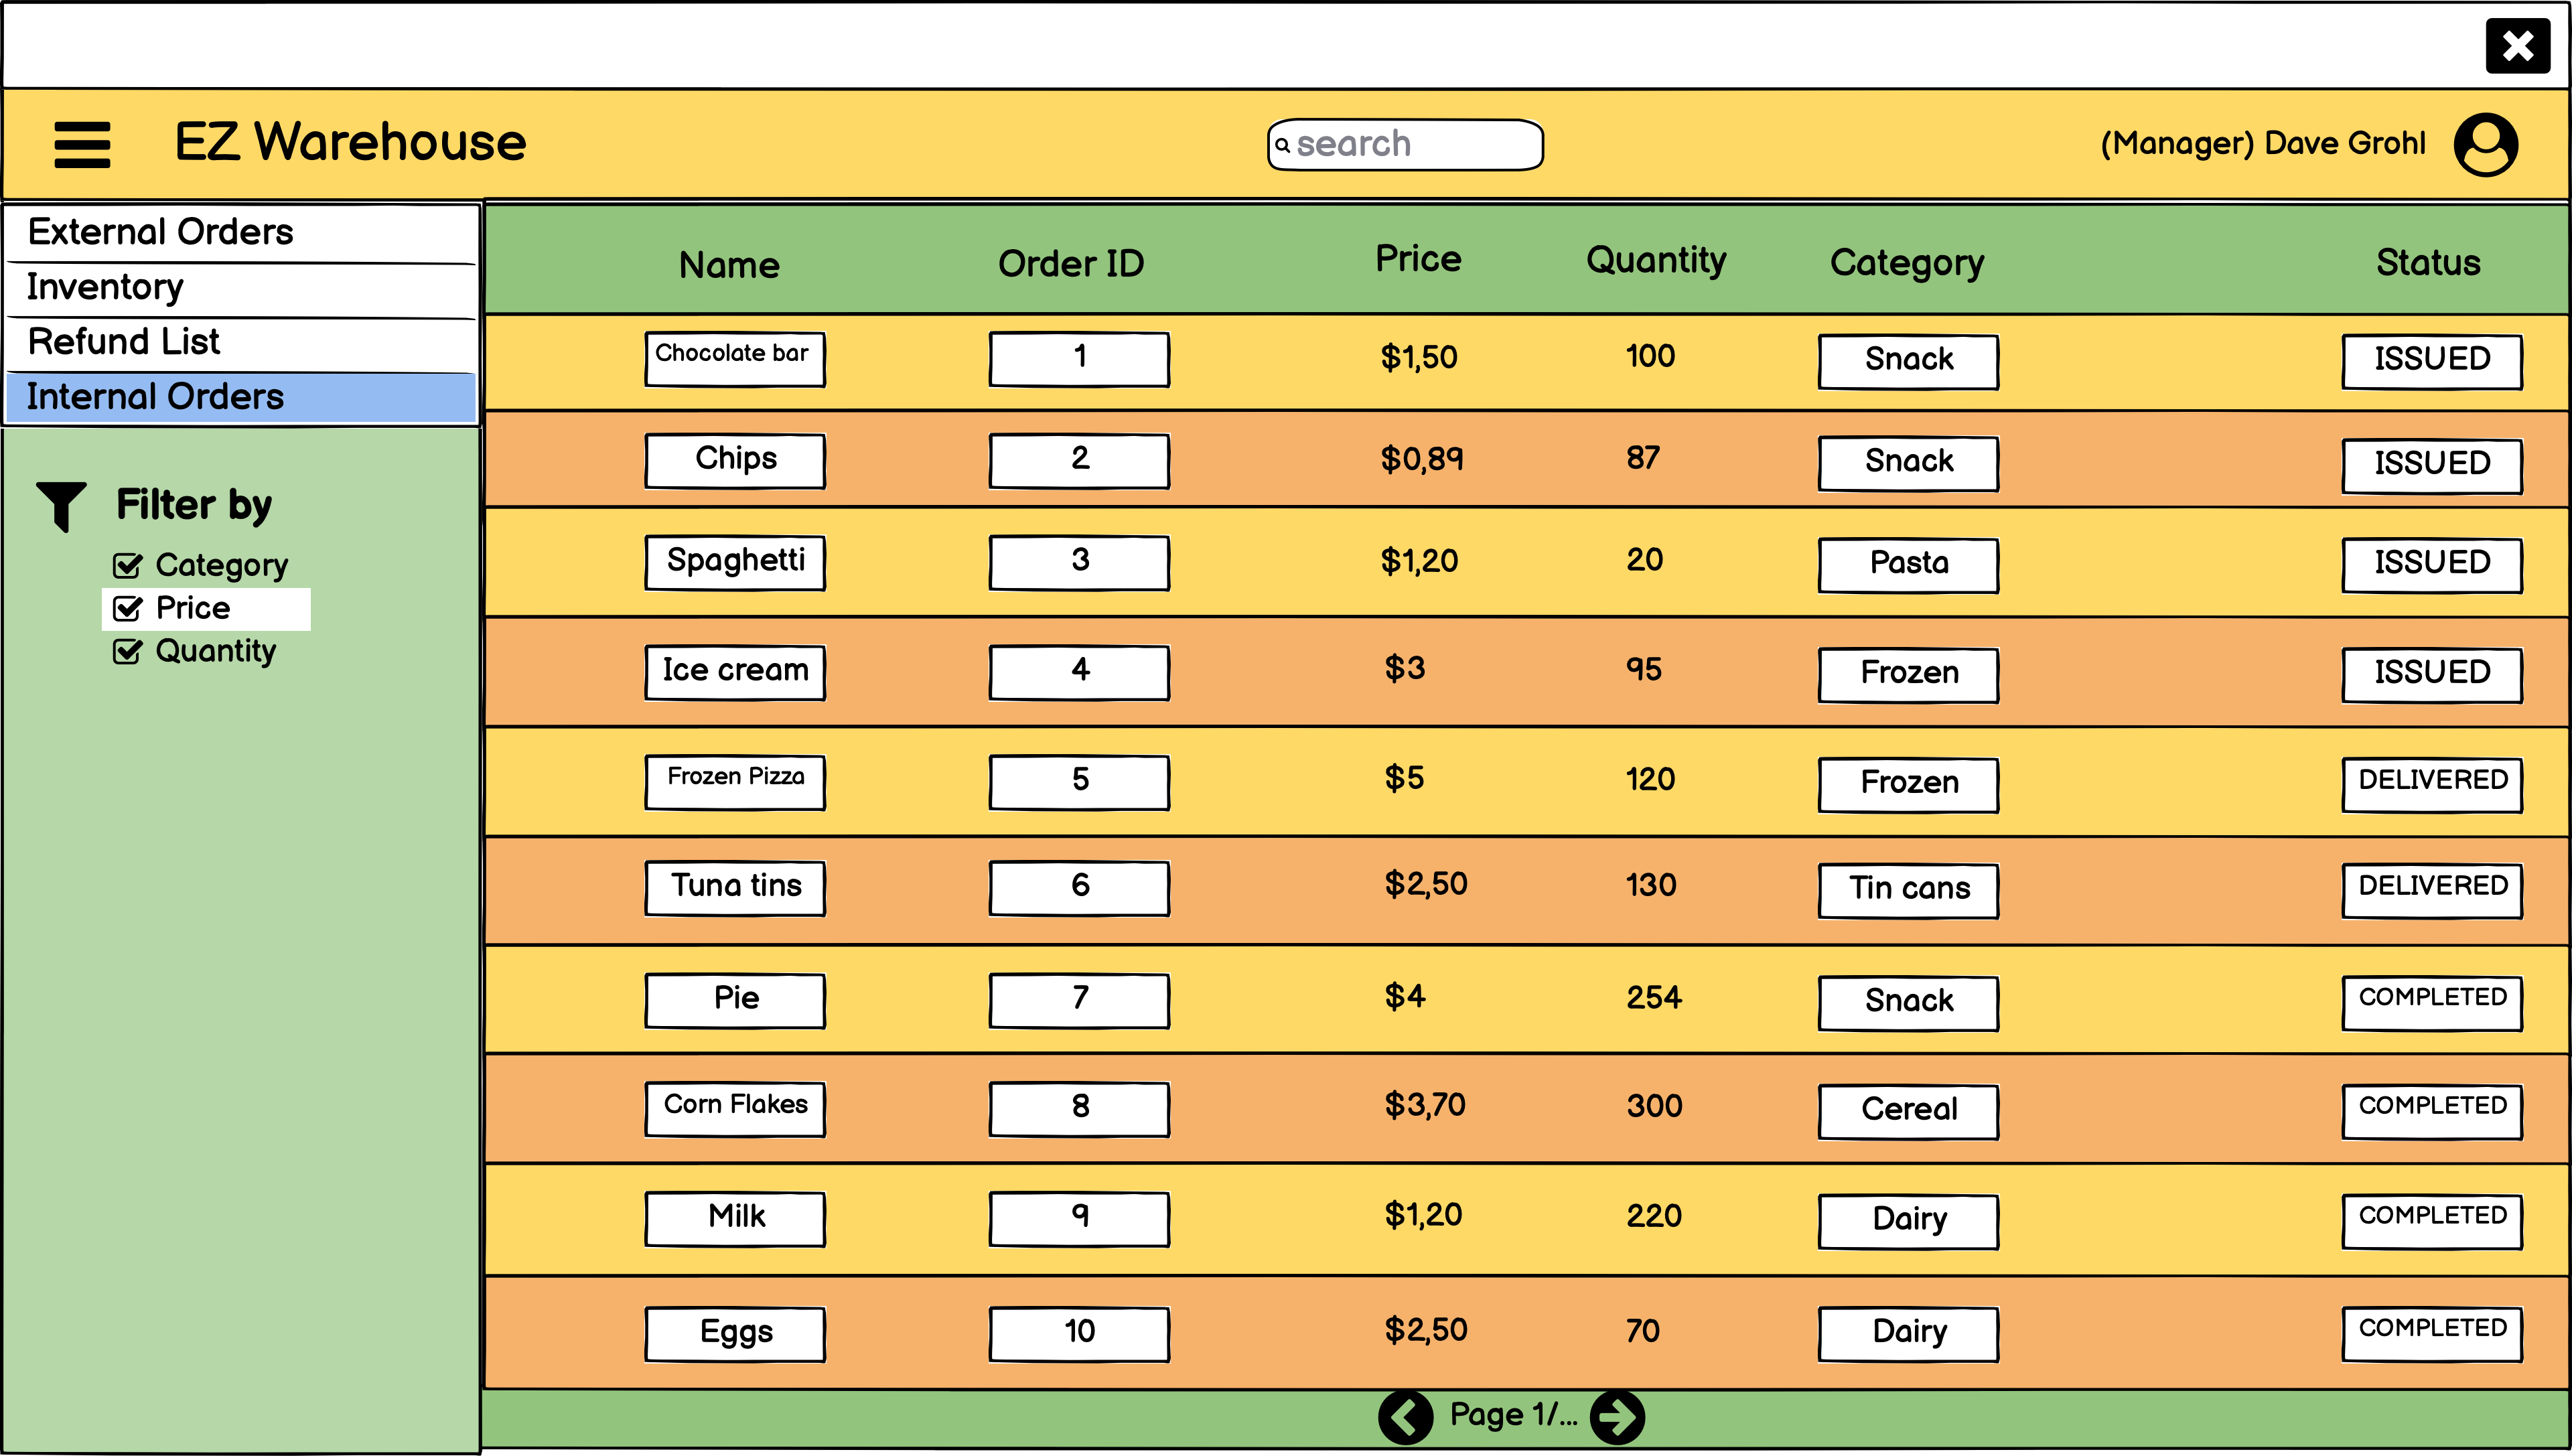 EZ Warehouse
search
(Manager) Dave Grohl
External Orders
Inventory
Refund List
Internal Orders
Filter by
Category
Price
Quantity
Name Order ID Price Quantity Category Status
Chocolate bar 1 $1,50 100 Snack ISSUED
Chips 2 $0,89 87 Snack ISSUED
Spaghetti 3 $1,20 20 Pasta ISSUED
Ice cream 4 $3 95 Frozen ISSUED
Frozen Pizza 5 $5 120 Frozen DELIVERED
Tuna tins 6 $2,50 130 Tin cans DELIVERED
Pie 7 $4 254 Snack COMPLETED
Corn Flakes 8 $3,70 300 Cereal COMPLETED
Milk 9 $1,20 220 Dairy COMPLETED
Eggs 10 $2,50 70 Dairy COMPLETED
Page 1/...